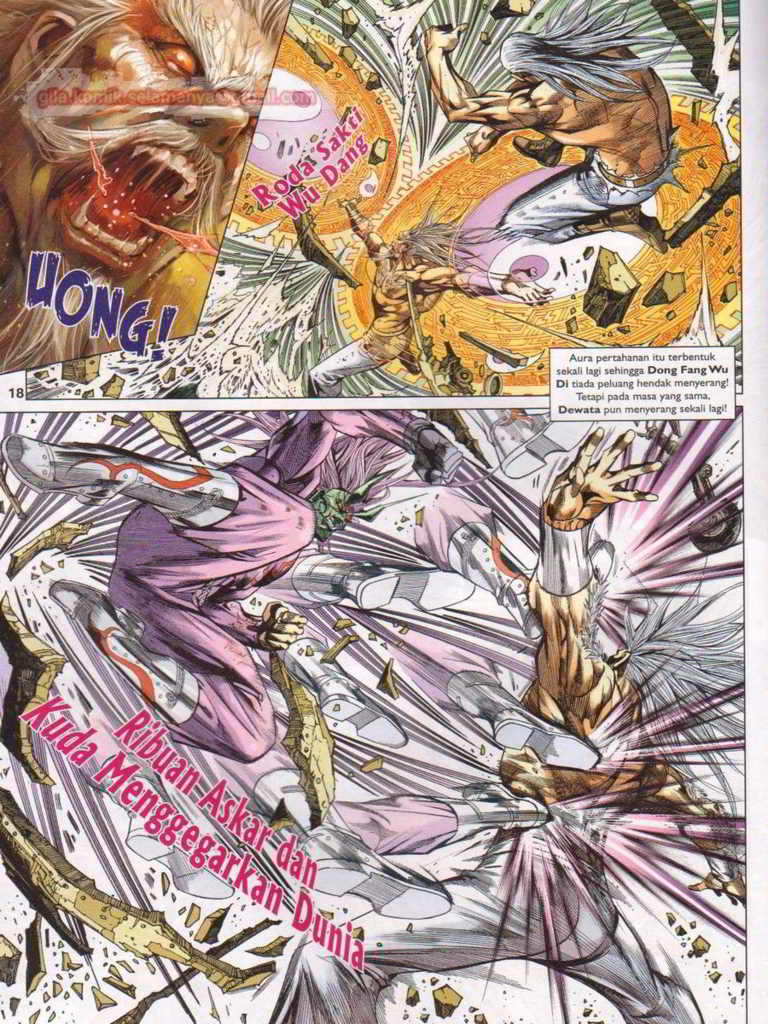 Roda Sakti
Wu Dang
UONG!
18
Aura pertahanan itu terbentuk
sekali lagi sehingga Dong Fang Wu
Di tiada peluang hendak menyerang!
Tetapi pada masa yang sama,
Dewata pun menyerang sekali lagi!
Ribuan Askar dan
Kuda Menggegarkan Dunia